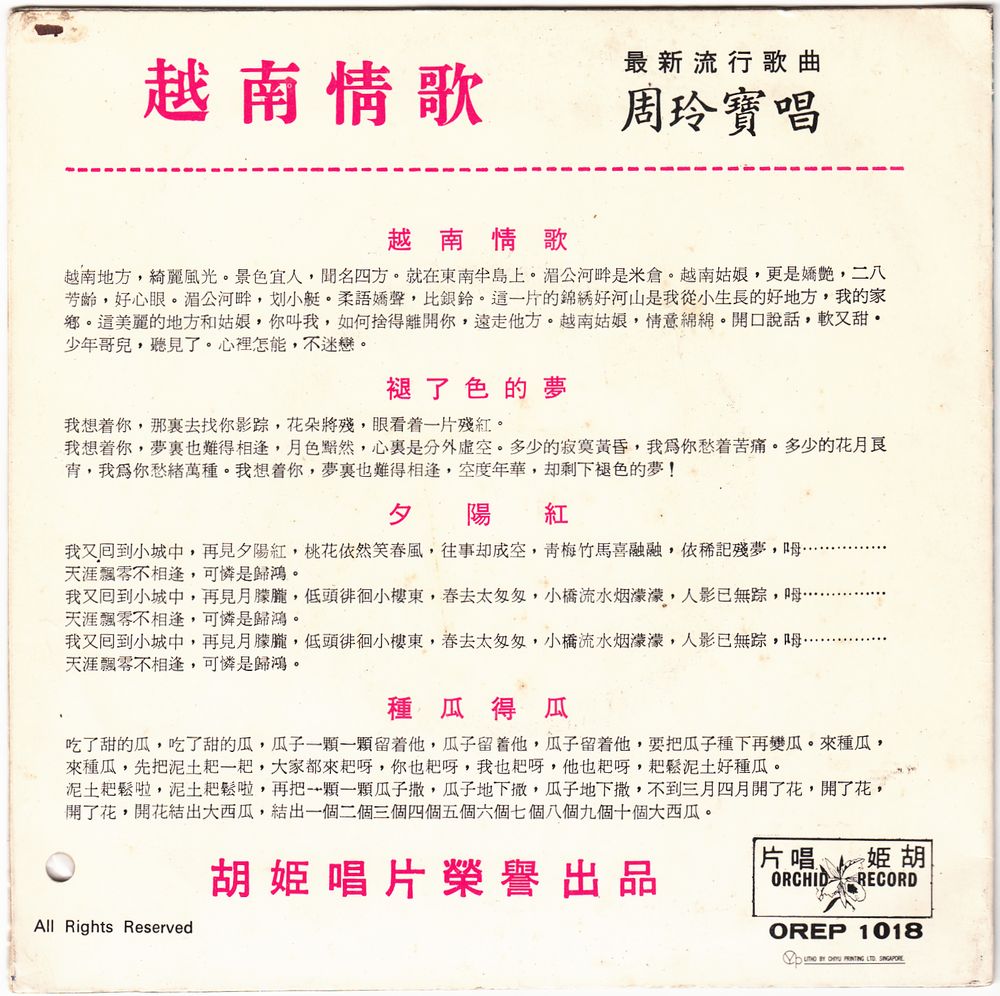 越南情歌
最新流行歌曲
周玲寶唱
越南情歌
越南地方，綺麗風光。景色宜人，聞名四方。就在東南半島上。湄公河畔是米倉。越南姑娘，更是嬌艷，二八
芳齡，好心眼。湄公河畔，划小艇。柔語嬌聲，比銀鈴。這一片的錦綉好河山是我從小生長的好地方，我的家
鄉。這美麗的地方和姑娘，你叫我，如何捨得離開你，遠走他方。越南姑娘，情意綿綿。開口說話，軟又甜。
少年哥兒，聽見了。心裡怎能，不迷戀。
褪了色的夢
我想着你，那裏去找你影踪，花朵將殘，眼看着一片殘紅。
我想着你，夢裏也難得相逢，月色黯然，心裏是分外虛空。多少的寂寞黃昏，我爲你愁着苦痛。多少的花月良
宵，我爲你愁緒萬種。我想着你，夢裏也難得相逢，空度年華，却剩下褪色的夢！
夕陽紅
我又囘到小城中，再見夕陽紅，桃花依然笑春風，往事却成空，青梅竹馬喜融融，依稀記殘夢，呣……………
天涯飄零不相逢，可憐是歸鴻。
我又囘到小城中，再見月朦朧，低頭徘徊小樓東，春去太匆匆，小橋流水烟濛濛，人影已無踪，呣……………
天涯飄零不相逢，可憐是歸鴻。
我又囘到小城中，再見月朦朧，低頭徘徊小樓東，春去太匆匆，小橋流水烟濛濛，人影已無踪，呣……………
天涯飄零不相逢，可憐是歸鴻。
種瓜得瓜
吃了甜的瓜，吃了甜的瓜，瓜子一顆一顆留着他，瓜子留着他，瓜子留着他，要把瓜子種下再變瓜。來種瓜，
來種瓜，先把泥土耙一耙，大家都來耙呀，你也耙呀，我也耙呀，他也耙呀，耙鬆泥土好種瓜。
泥土耙鬆啦，泥土耙鬆啦，再把一顆一顆瓜子撒，瓜子地下撒，瓜子地下撒，不到三月四月開了花，開了花，
開了花，開花結出大西瓜，結出一個二個三個四個五個六個七個八個九個十個大西瓜。
胡姬唱片榮譽出品
片唱 姬胡
ORCHID RECORD
All Rights Reserved
OREP 1018
Yp LITHO BY CHIYU PRINTING LTD. SINGAPORE.